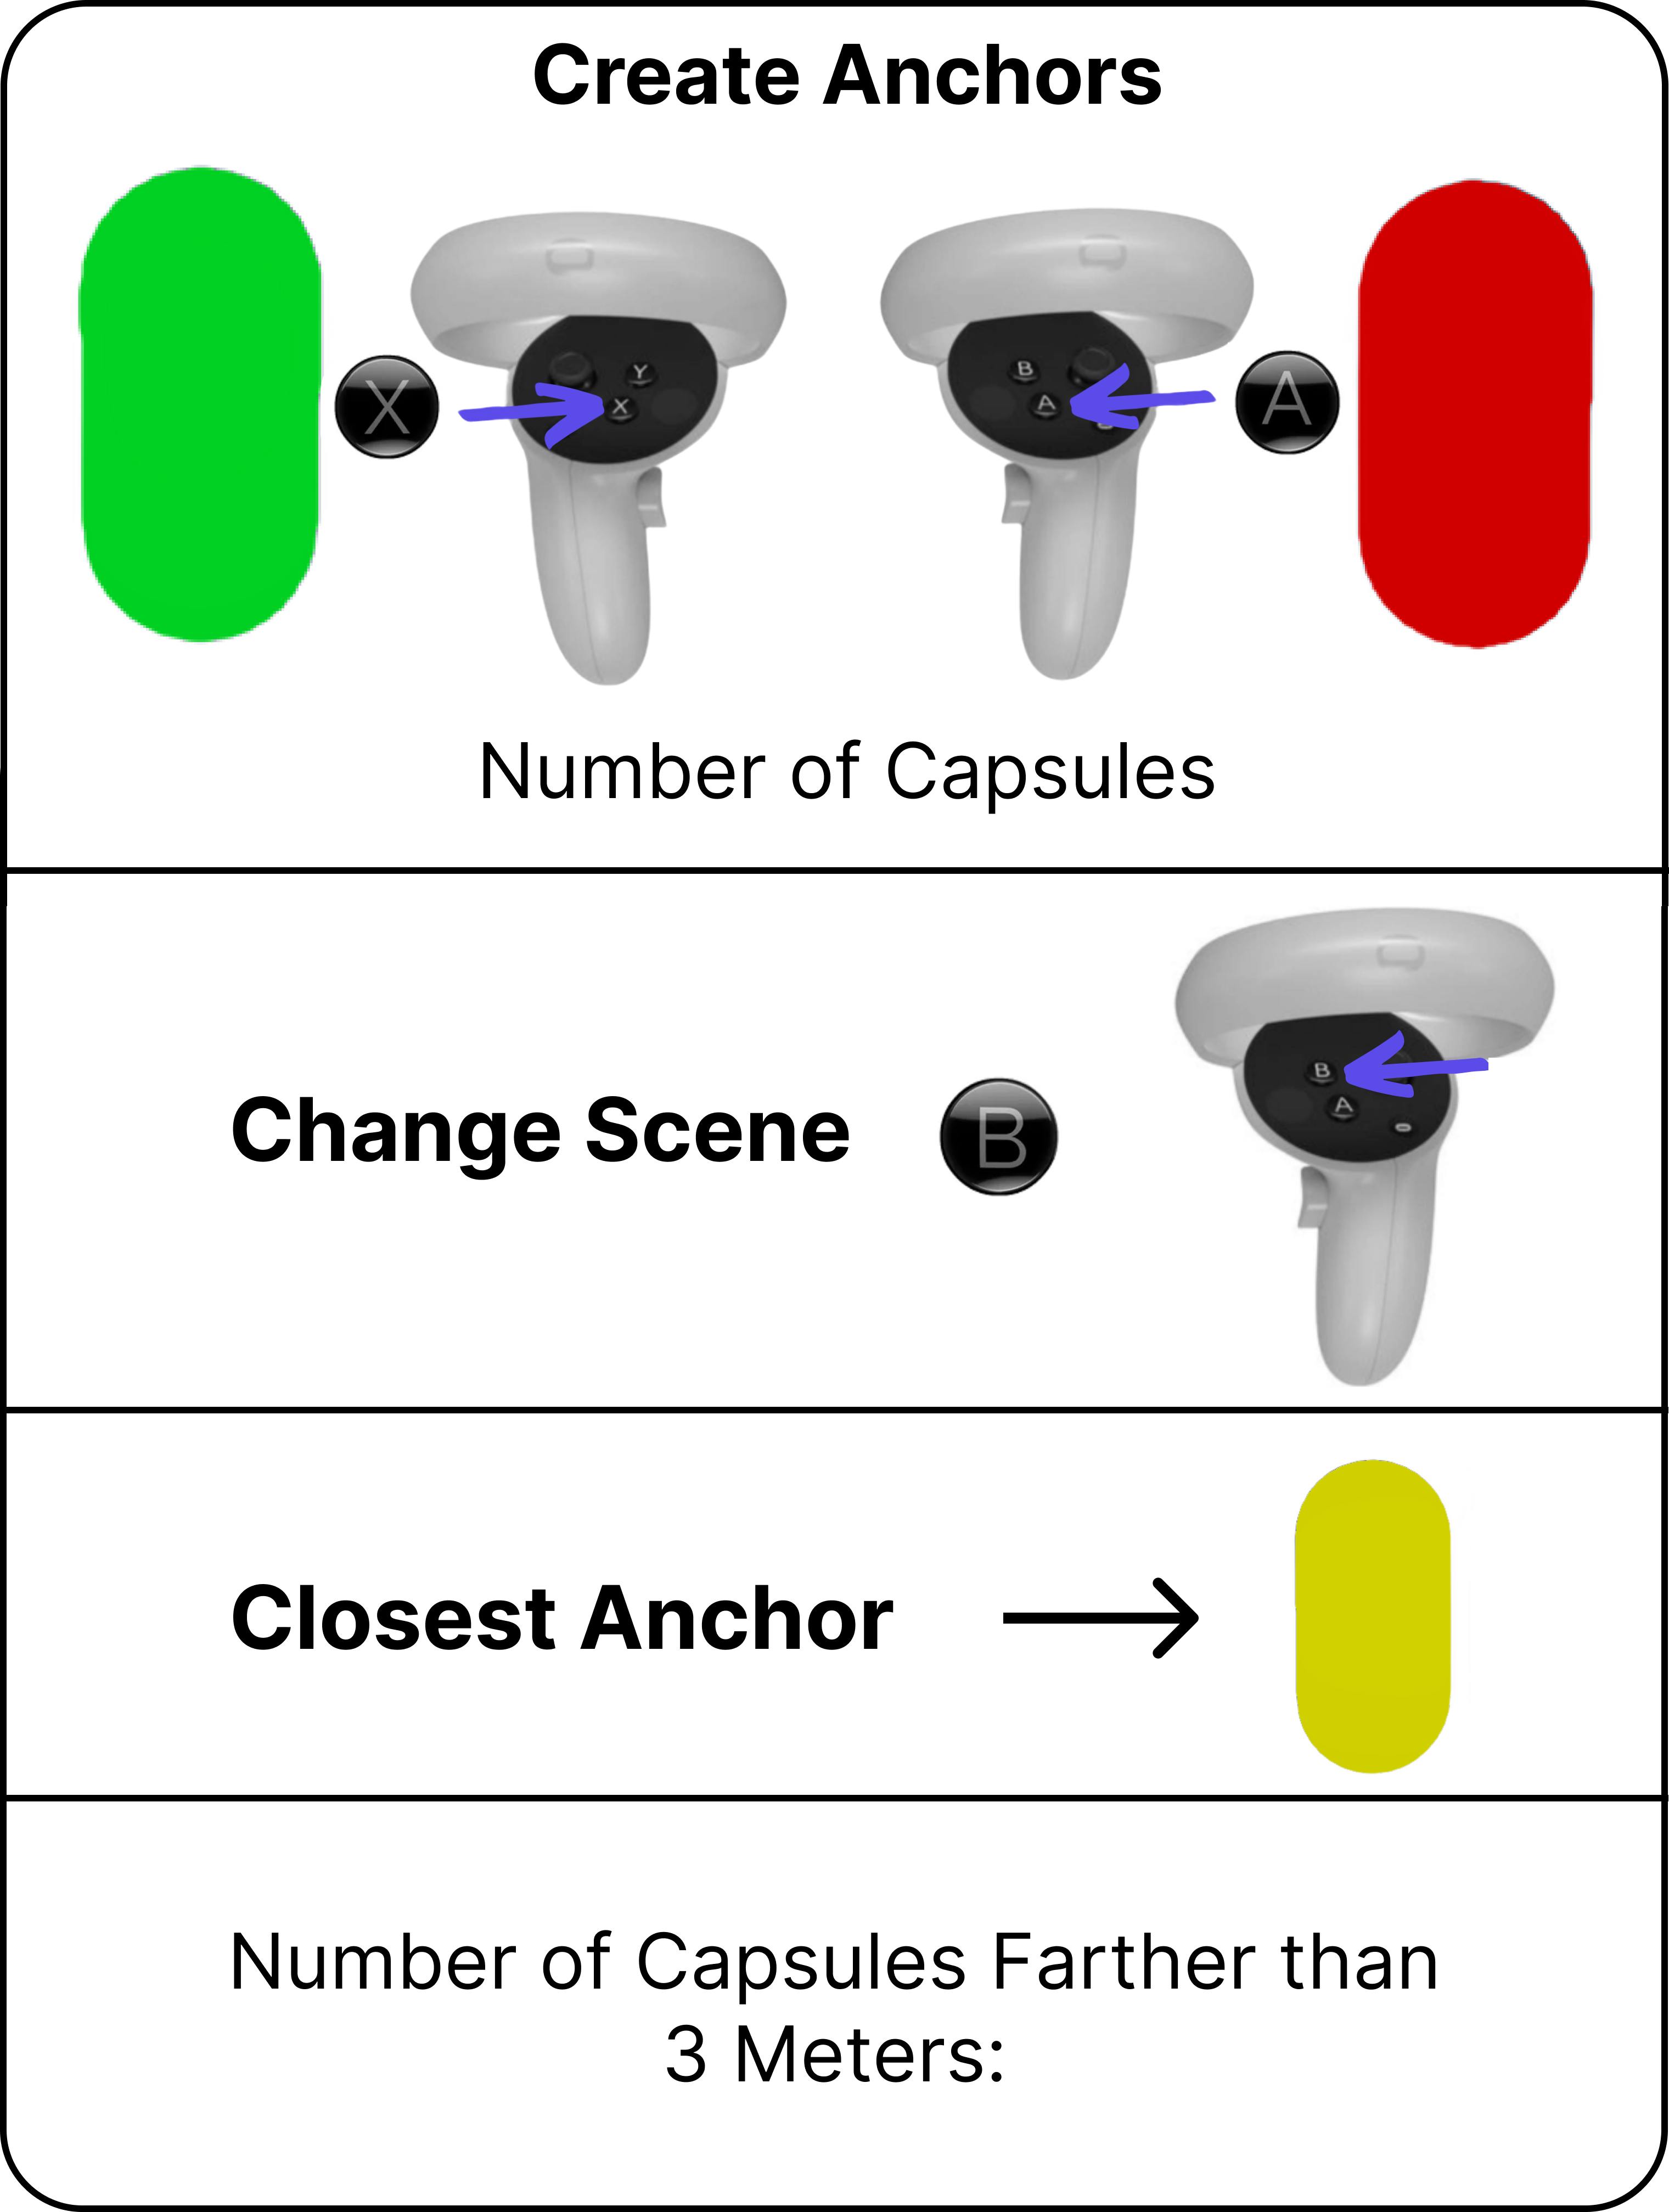 Create Anchors
X
Y
X
B
A
A
Number of Capsules
Change Scene
B
B
A
Closest Anchor
Number of Capsules Farther than
3 Meters: